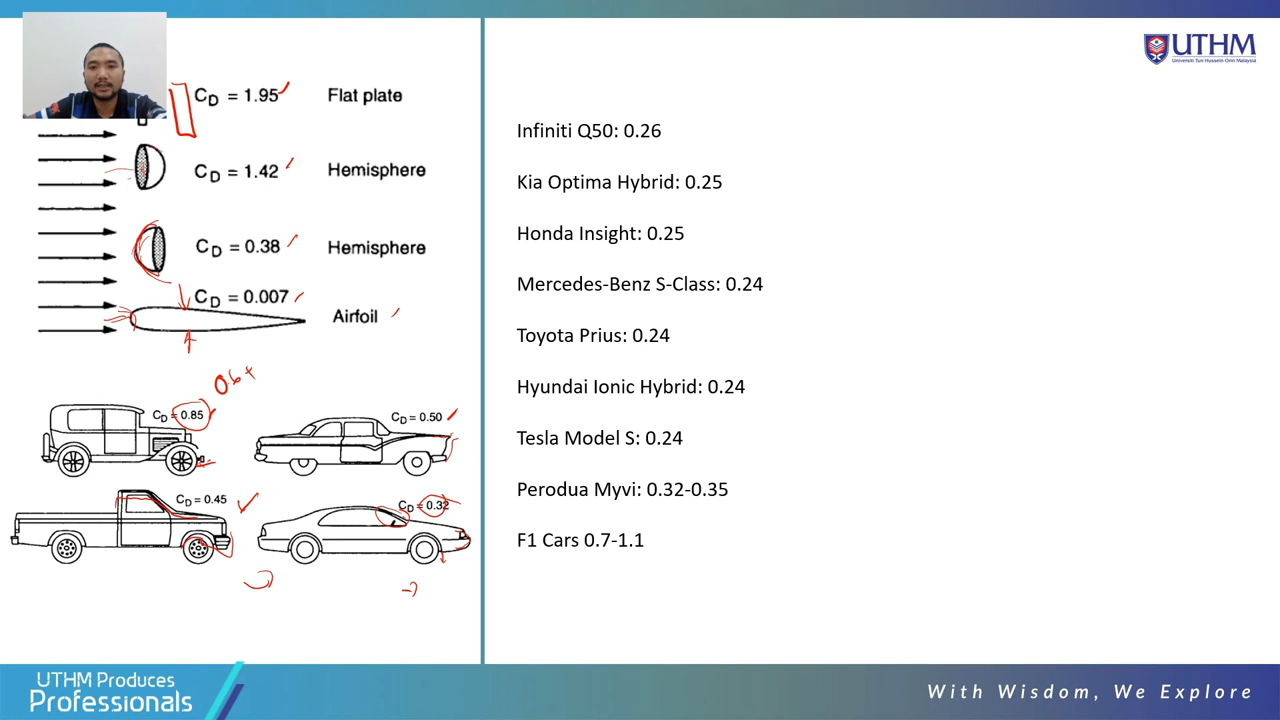 UTHM
Universiti Tun Hussein Onn Malaysia
C_D = 1.95 Flat plate
C_D = 1.42 Hemisphere
C_D = 0.38 Hemisphere
C_D = 0.007
Airfoil
0.6+
C_D = 0.85
C_D = 0.50
C_D = 0.45
C_D = 0.32
Infiniti Q50: 0.26
Kia Optima Hybrid: 0.25
Honda Insight: 0.25
Mercedes-Benz S-Class: 0.24
Toyota Prius: 0.24
Hyundai Ionic Hybrid: 0.24
Tesla Model S: 0.24
Perodua Myvi: 0.32-0.35
F1 Cars 0.7-1.1
UTHM Produces
Professionals
With Wisdom, We Explore